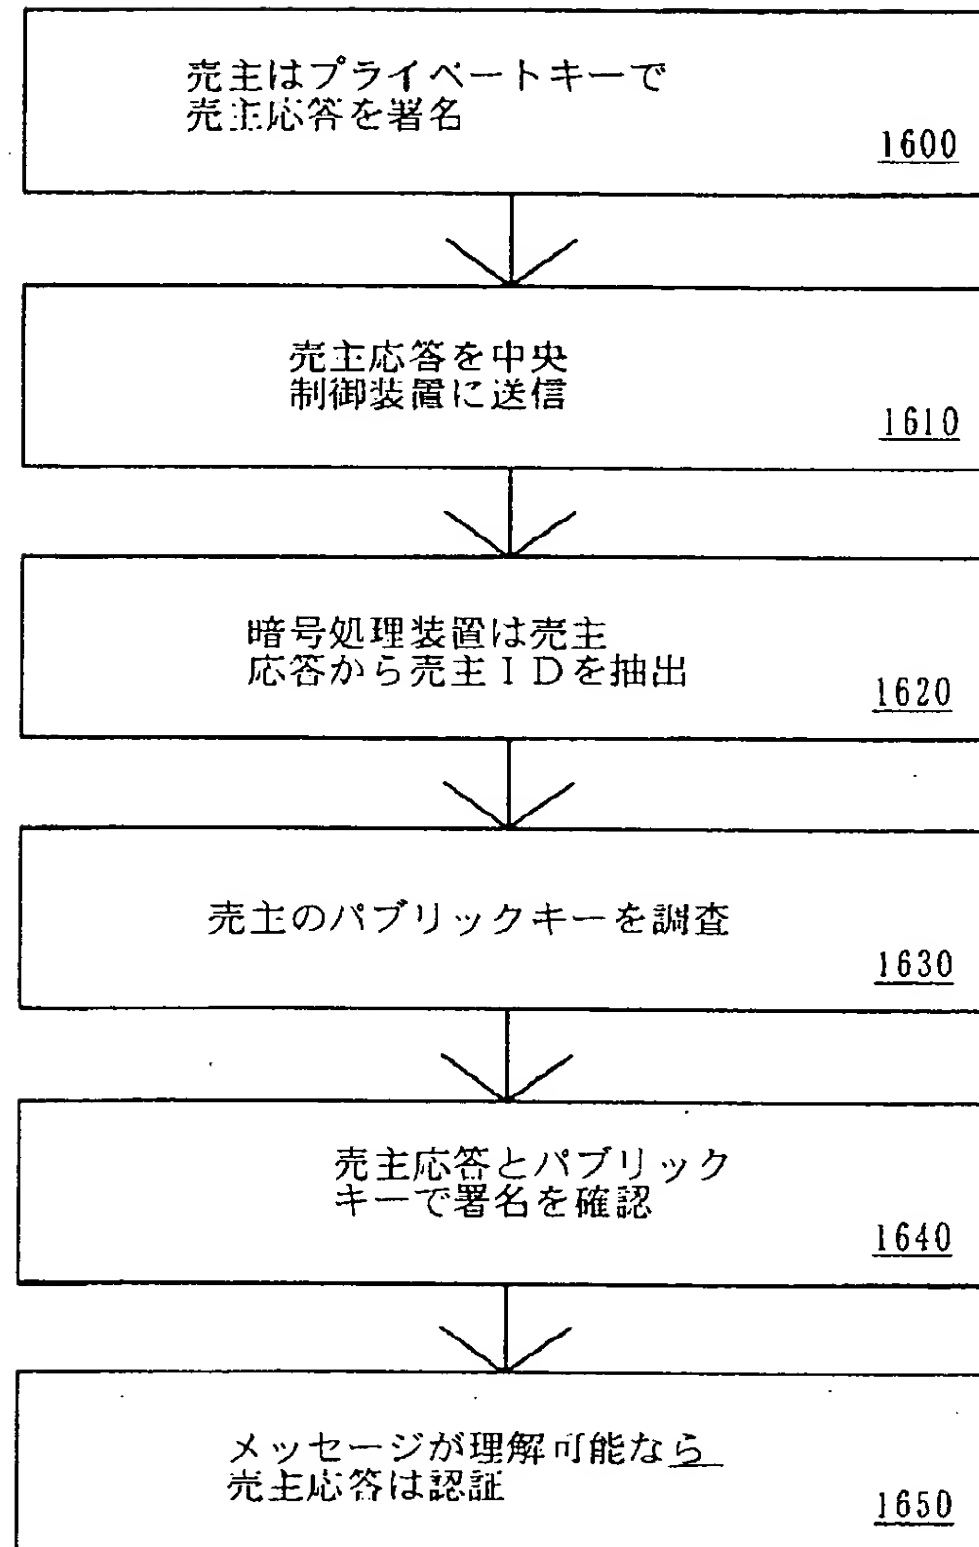 売主はプライベートキーで
売主応答を署名
1600
売主応答を中央
制御装置に送信
1610
暗号処理装置は売主
応答から売主ＩＤを抽出
1620
売主のパブリックキーを調査
1630
売主応答とパブリック
キーで署名を確認
1640
メッセージが理解可能なら
売主応答は認証
1650